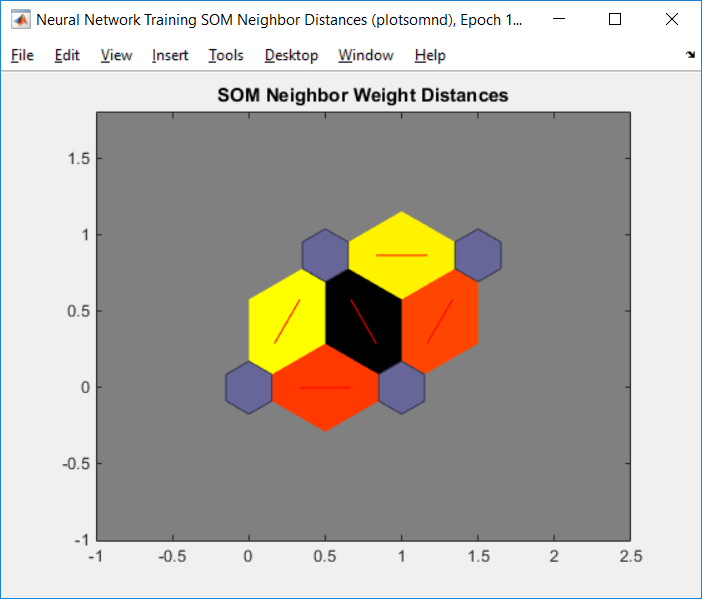 Neural Network Training SOM Neighbor Distances (plotsomnd), Epoch 1...
File Edit View Insert Tools Desktop Window Help
SOM Neighbor Weight Distances
1.5
1
0.5
0
-0.5
-1
-1 -0.5 0 0.5 1 1.5 2 2.5